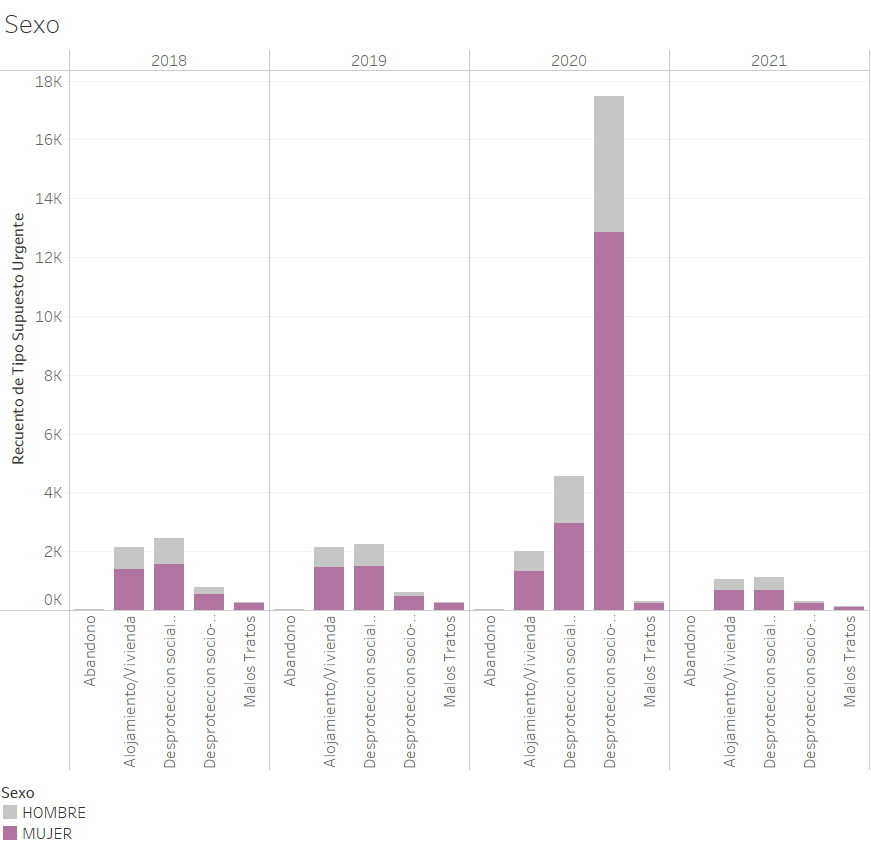 Sexo
2018 2019 2020 2021
18K
16K
14K
12K
10K
8K
6K
4K
2K
0K
Recuento de Tipo Supuesto Urgente
Abandono
Alojamiento/Vivienda
Desproteccion social..
Desproteccion socio-..
Malos Tratos
Abandono
Alojamiento/Vivienda
Desproteccion social..
Desproteccion socio-..
Malos Tratos
Abandono
Alojamiento/Vivienda
Desproteccion social..
Desproteccion socio-..
Malos Tratos
Abandono
Alojamiento/Vivienda
Desproteccion social..
Desproteccion socio-..
Malos Tratos
Sexo
HOMBRE
MUJER